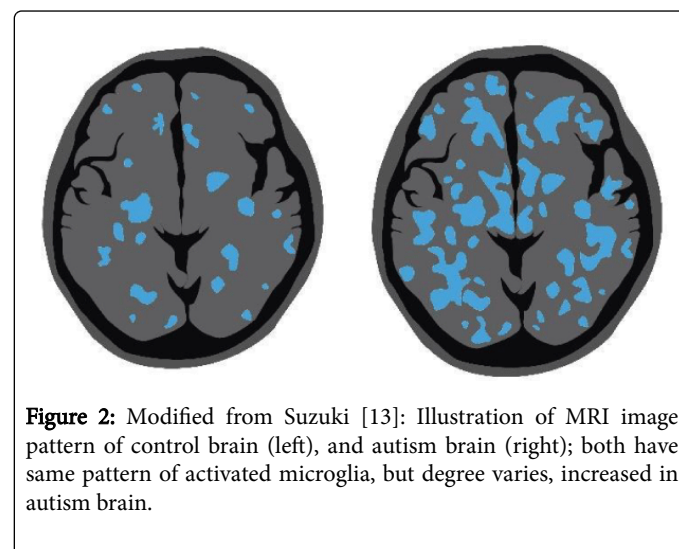 Figure 2: Modified from Suzuki [13]: Illustration of MRI image
pattern of control brain (left), and autism brain (right); both have
same pattern of activated microglia, but degree varies, increased in
autism brain.